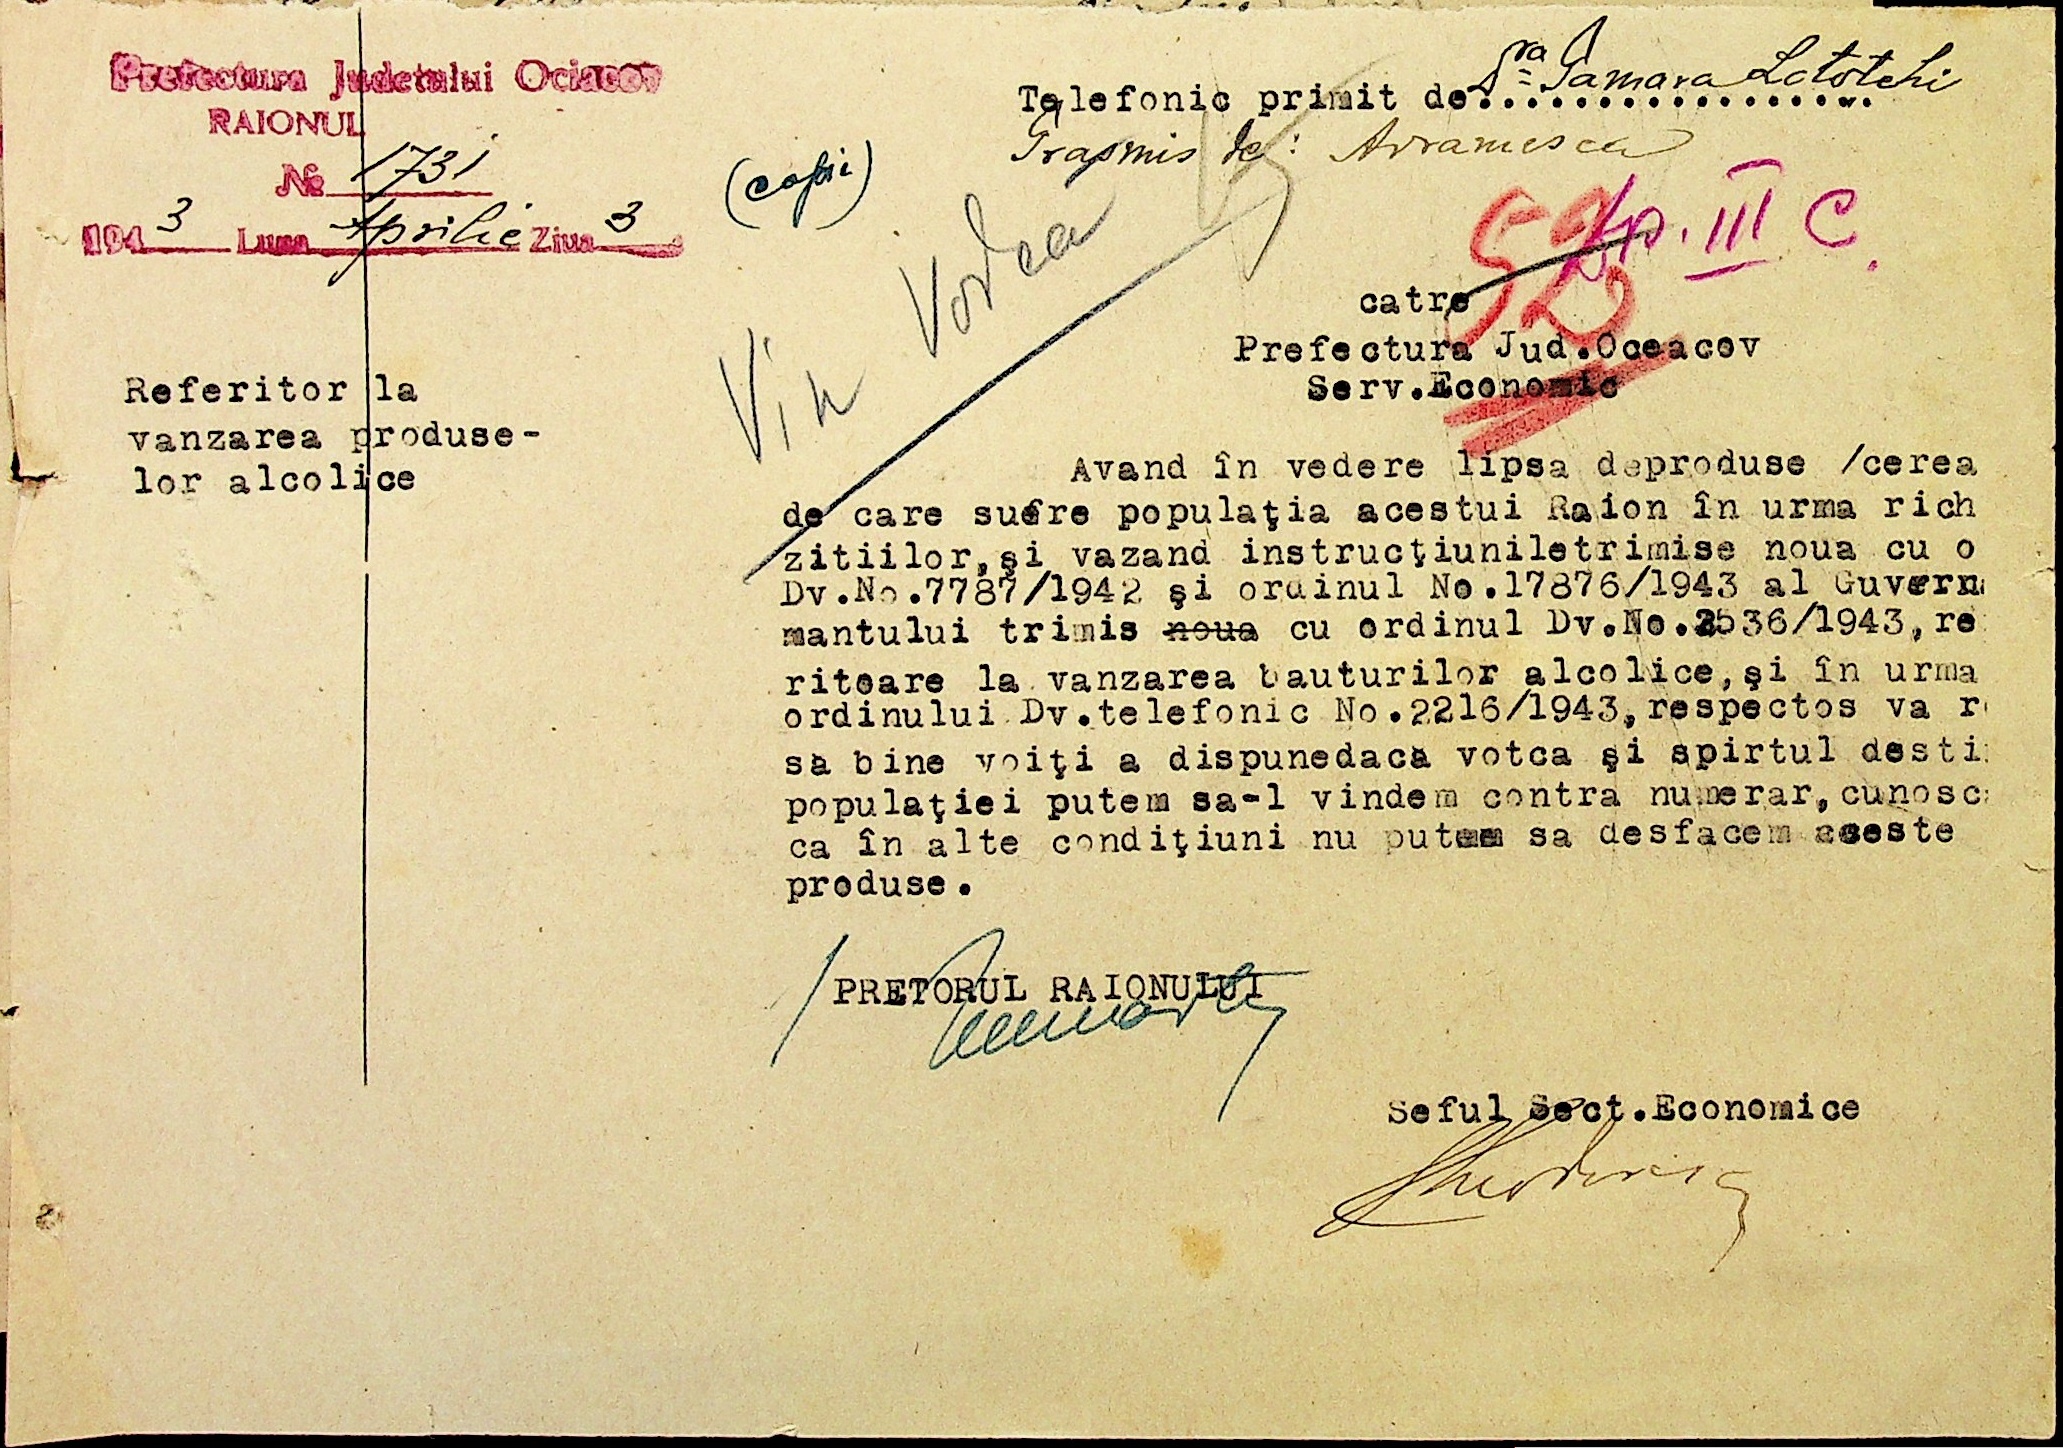 Prefectura Judetului Ociacov
RAIONUL
№ 1731
1943 Luna Aprilie Ziua 3
(copii)
Telefonic primit de Dra Tamara
Trasmis de: Avramescu
Vin Vodca
III C.
catre
Prefectura Jud.Oceacov
Serv.Economic
Referitor la
vanzarea produse-
lor alcolice
Avand în vedere lipsa deproduse /cerea
de care sufre populaţia acestui Raion în urma rich
zitiilor,şi vazand instrucţiuniletrimise noua cu o
Dv.No.7787/1942 şi ordinul No.17876/1943 al Guvern
mantului trimis noua cu ordinul Dv.No.2536/1943,re
ritoare la vanzarea bauturilor alcolice,şi în urma
ordinului Dv.telefonic No.2216/1943,respectos va r
sa bine voiţi a dispunedaca votca şi spirtul desti
populaţiei putem sa-l vindem contra numerar,cunosc
ca în alte condiţiuni nu putem sa desfacem aceste
produse.
PRETORUL RAIONULUI
Seful Sect.Economice